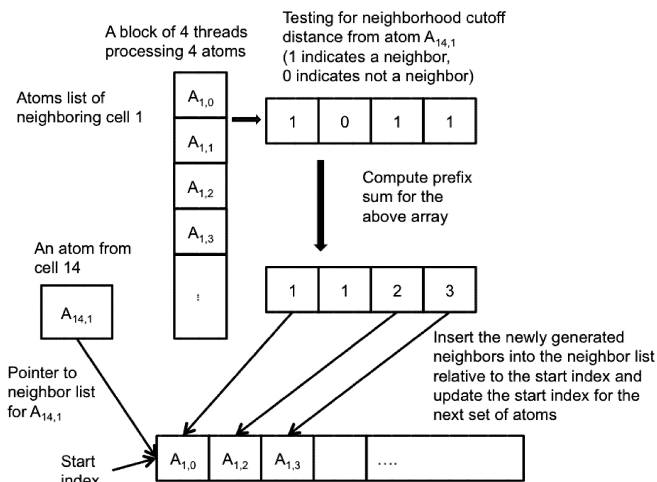 A block of 4 threads
processing 4 atoms
Testing for neighborhood cutoff
distance from atom A14,1
(1 indicates a neighbor,
0 indicates not a neighbor)
Atoms list of
neighboring cell 1
A1,0
A1,1
A1,2
A1,3
⋮
1 0 1 1
Compute prefix
sum for the
above array
An atom from
cell 14
A14,1
1 1 2 3
Pointer to
neighbor list
for A14,1
Insert the newly generated
neighbors into the neighbor list
relative to the start index and
update the start index for the
next set of atoms
Start
index
A1,0 A1,2 A1,3 ....